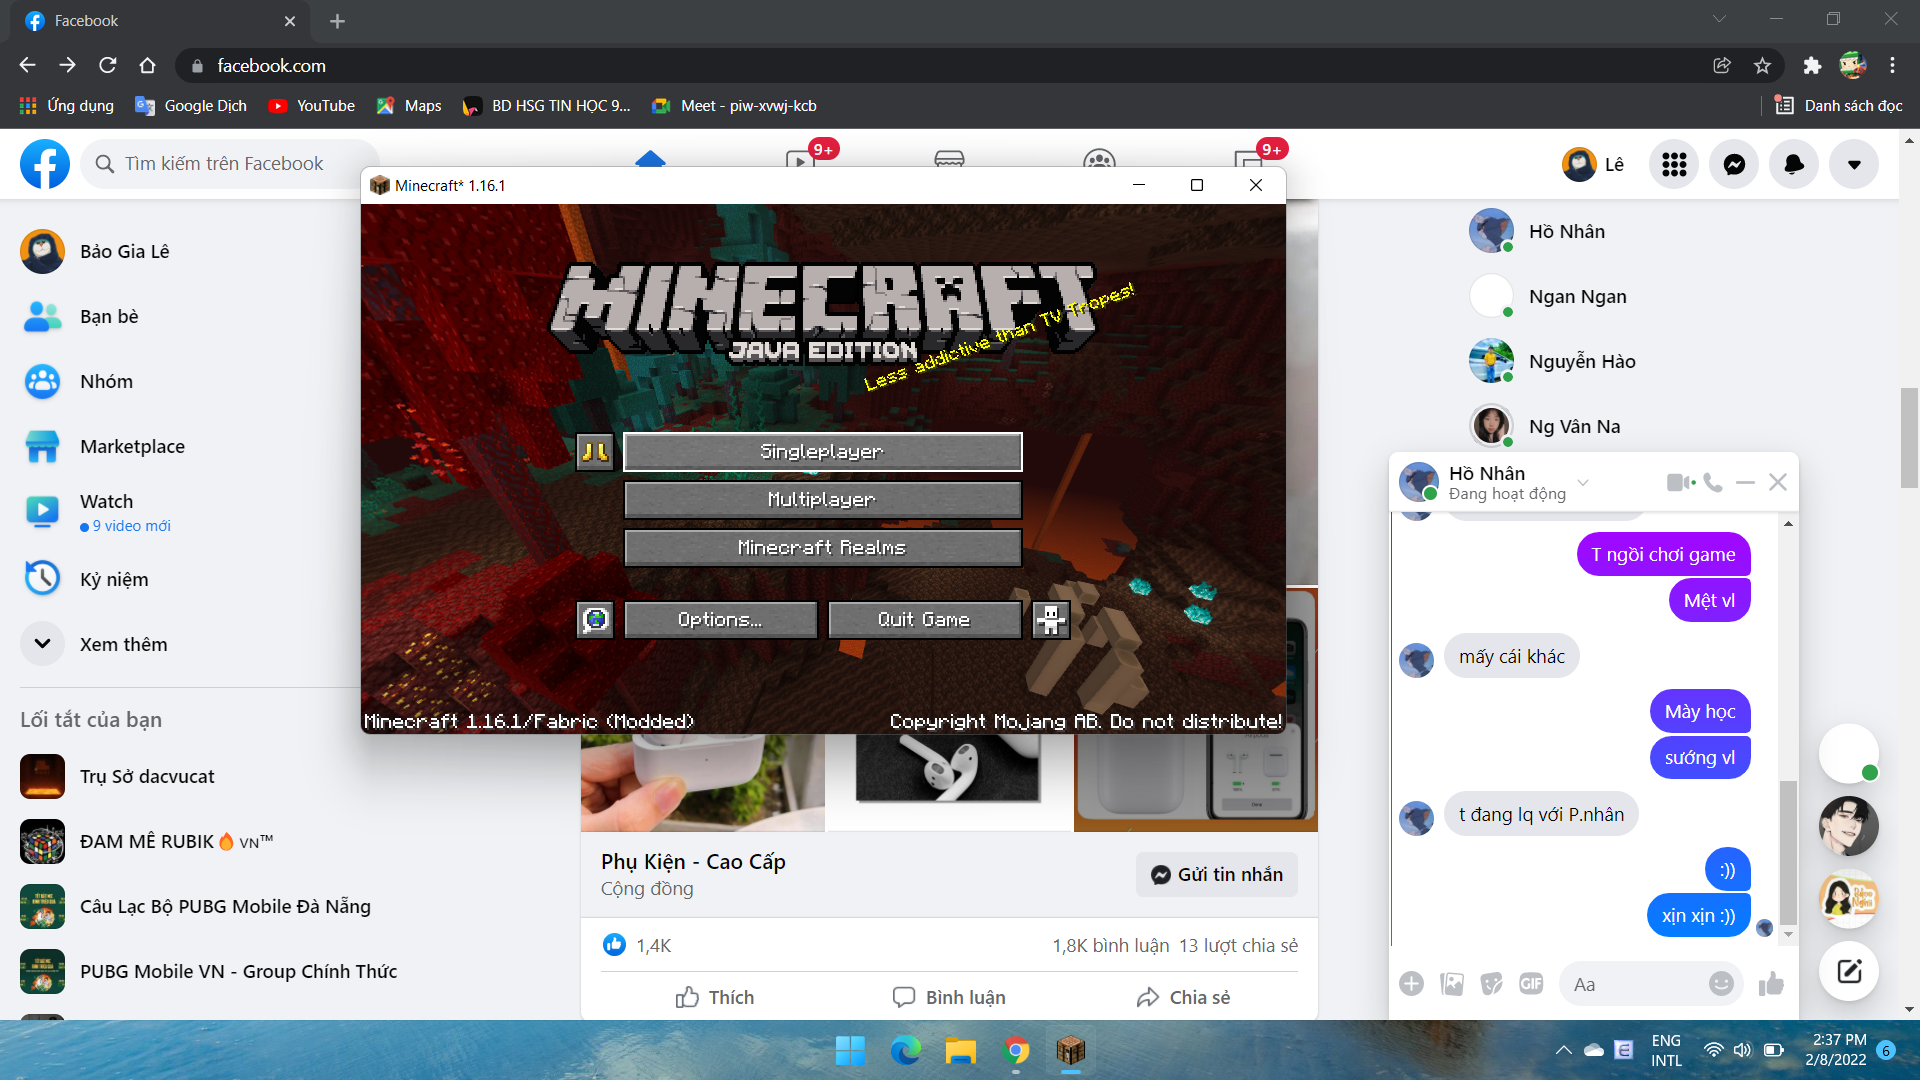 Facebook
facebook.com
Ứng dụng
Google Dịch
YouTube
Maps
BD HSG TIN HỌC 9...
Meet - piw-xvwj-kcb
Danh sách đọc
Tìm kiếm trên Facebook
9+
9+
Lê
Bảo Gia Lê
Bạn bè
Nhóm
Marketplace
Watch
9 video mới
Kỷ niệm
Xem thêm
Lối tắt của bạn
Trụ Sở dacvucat
ĐAM MÊ RUBIK🔥 VN™
Câu Lạc Bộ PUBG Mobile Đà Nẵng
PUBG Mobile VN - Group Chính Thức
Minecraft* 1.16.1
MINECRAFT
JAVA EDITION
Less addictive than TV Tropes!
Singleplayer
Multiplayer
Minecraft Realms
Options...
Quit Game
Minecraft 1.16.1/Fabric (Modded)
Copyright Mojang AB. Do not distribute!
Phụ Kiện - Cao Cấp
Cộng đồng
Gửi tin nhắn
1,4K
1,8K bình luận
13 lượt chia sẻ
Thích
Bình luận
Chia sẻ
Hồ Nhân
Ngan Ngan
Nguyễn Hào
Ng Vân Na
Hồ Nhân
Đang hoạt động
T ngồi chơi game
Mệt vl
mấy cái khác
Mày học
sướng vl
t đang lq với P.nhân
:))
xịn xịn :))
GIF
Aa
ENG
INTL
2:37 PM
2/8/2022
6